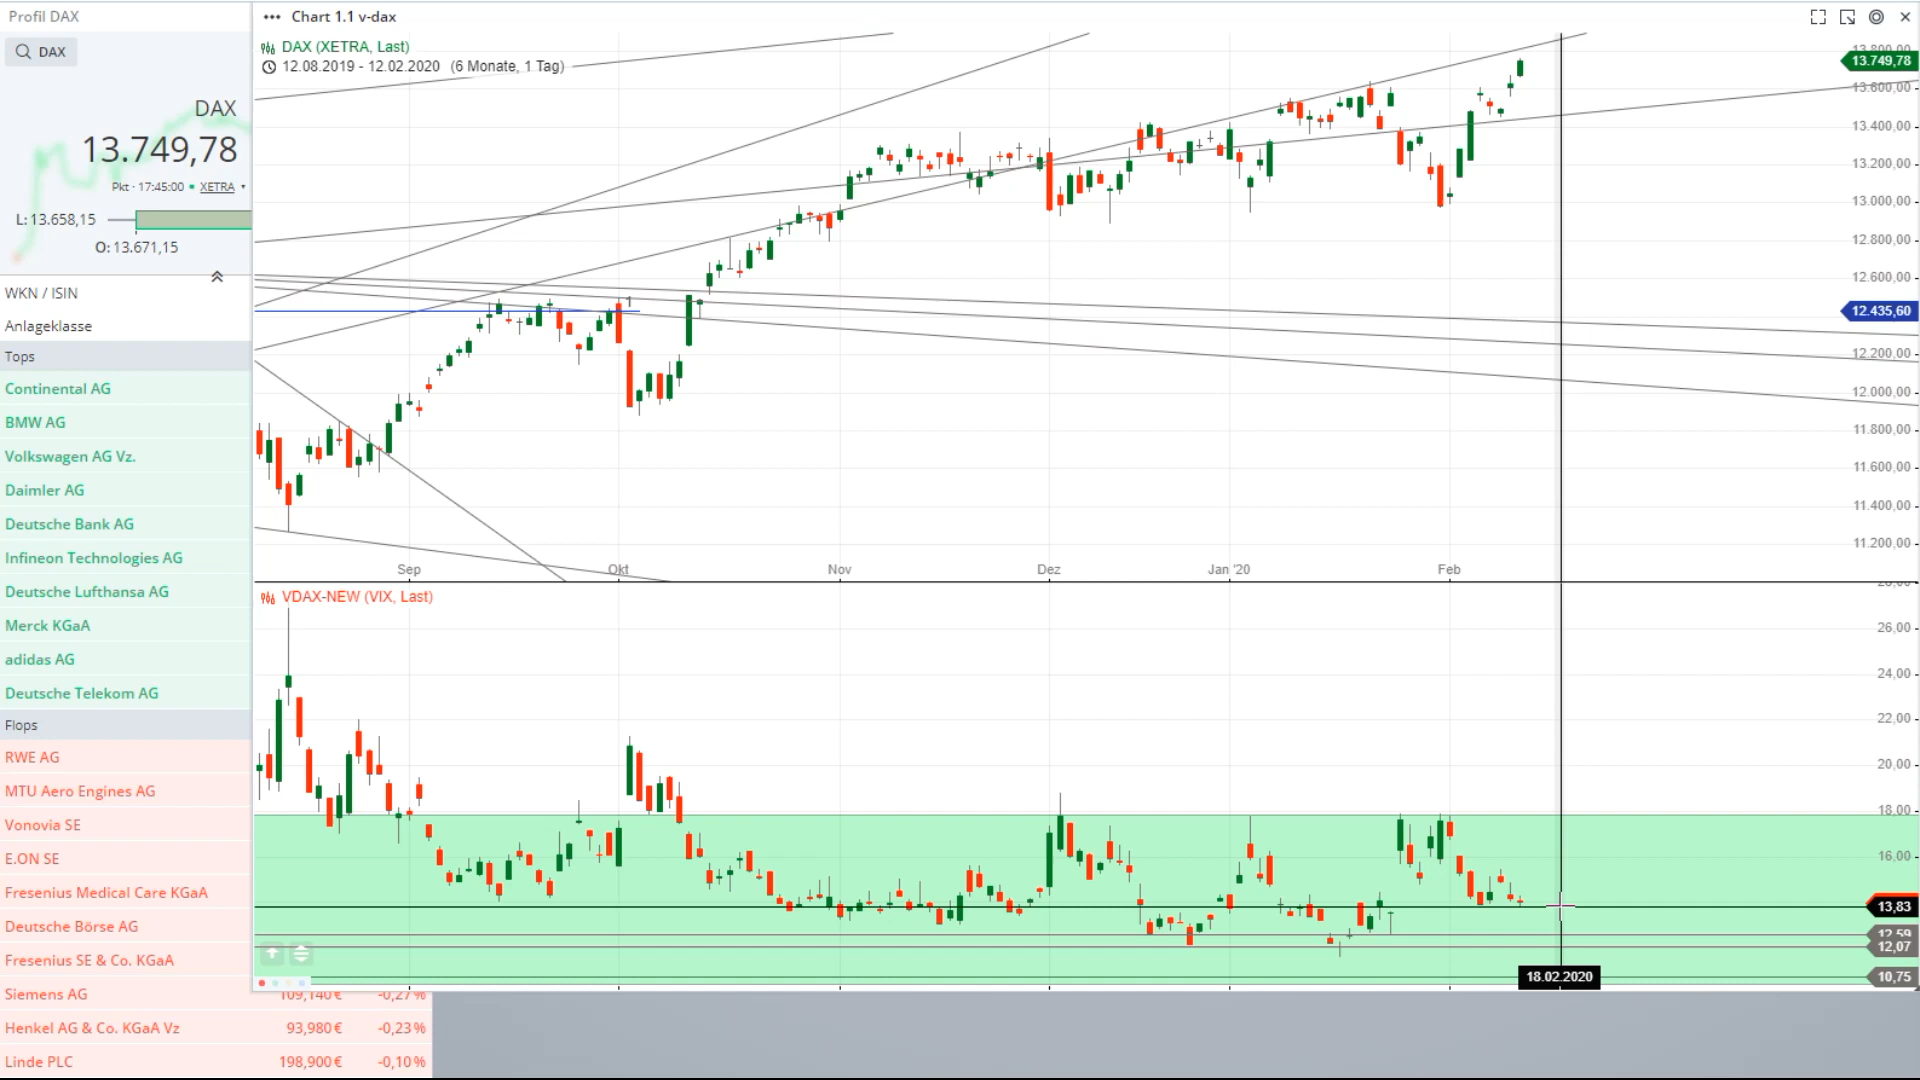 Profil DAX
DAX
DAX
13.749,78
Pkt · 17:45:00 XETRA
L: 13.658,15
O: 13.671,15
WKN / ISIN
Anlageklasse
Tops
Continental AG
BMW AG
Volkswagen AG Vz.
Daimler AG
Deutsche Bank AG
Infineon Technologies AG
Deutsche Lufthansa AG
Merck KGaA
adidas AG
Deutsche Telekom AG
Flops
RWE AG
MTU Aero Engines AG
Vonovia SE
E.ON SE
Fresenius Medical Care KGaA
Deutsche Börse AG
Fresenius SE & Co. KGaA
Siemens AG 109,140 € -0,27 %
Henkel AG & Co. KGaA Vz 93,980 € -0,23 %
Linde PLC 198,900 € -0,10 %
Chart 1.1 v-dax
DAX (XETRA, Last)
12.08.2019 - 12.02.2020 (6 Monate, 1 Tag)
13.800,00
13.749,78
13.600,00
13.400,00
13.200,00
13.000,00
12.800,00
12.600,00
12.435,60
12.200,00
12.000,00
11.800,00
11.600,00
11.400,00
11.200,00
Sep Okt Nov Dez Jan '20 Feb
VDAX-NEW (VIX, Last)
26,00
24,00
22,00
20,00
18,00
16,00
13,83
12,59
12,07
10,75
18.02.2020